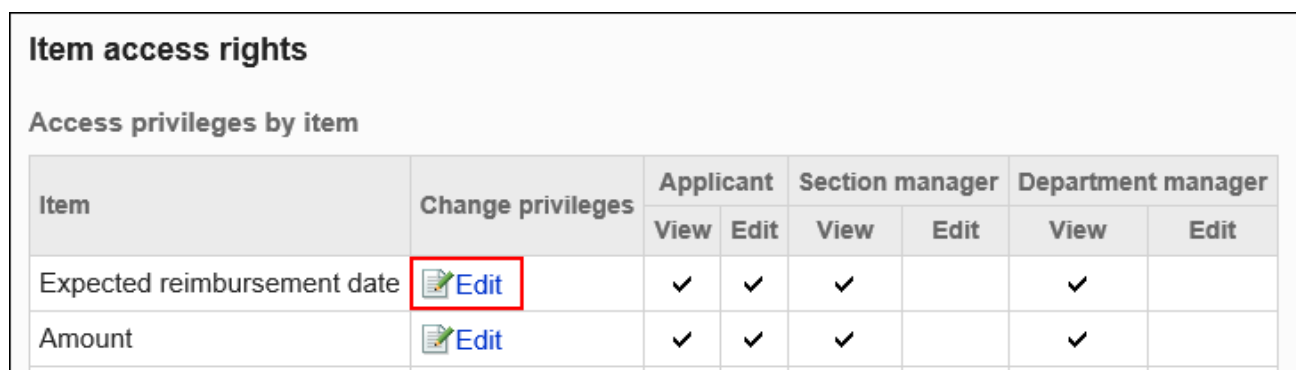 Item access rights
Access privileges by item
Item Change privileges Applicant Section manager Department manager
View Edit View Edit View Edit
Expected reimbursement date Edit
Amount Edit